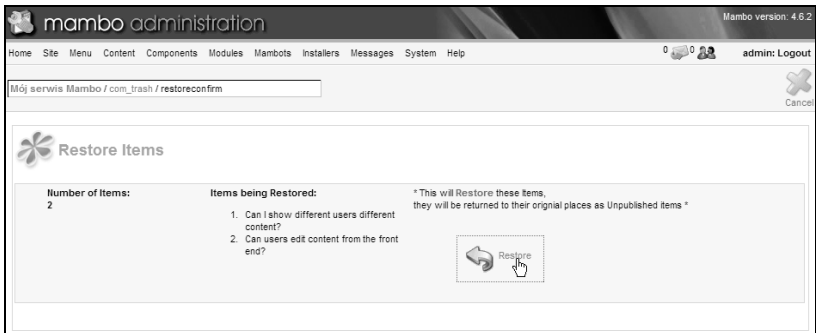 mambo administration
Mambo version: 4.6.2
Home Site Menu Content Components Modules Mambots Installers Messages System Help 0 0 admin: Logout
Mój serwis Mambo / com_trash / restoreconfirm
Cancel
Restore Items
Number of Items:
2
Items being Restored:
1. Can I show different users different
content?
2. Can users edit content from the front
end?
* This will Restore these Items,
they will be returned to their orignial places as Unpublished items *
Restore